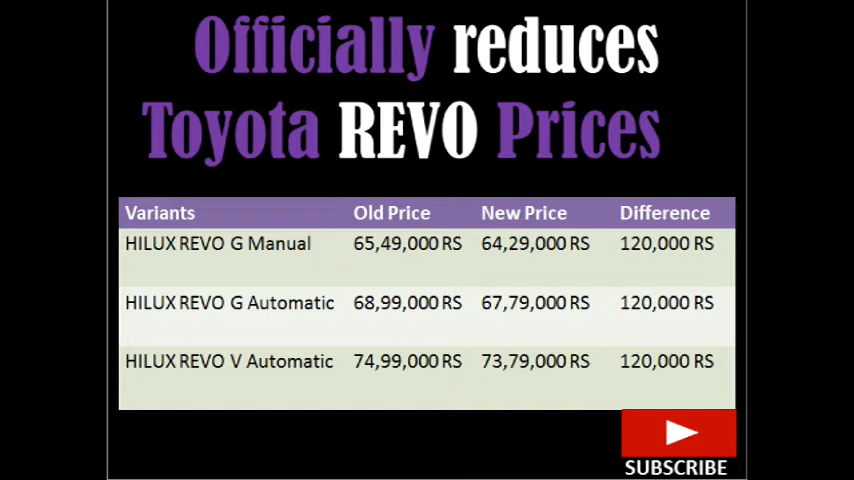 Officially reduces
Toyota REVO Prices
Variants Old Price New Price Difference
HILUX REVO G Manual 65,49,000 RS 64,29,000 RS 120,000 RS
HILUX REVO G Automatic 68,99,000 RS 67,79,000 RS 120,000 RS
HILUX REVO V Automatic 74,99,000 RS 73,79,000 RS 120,000 RS
SUBSCRIBE